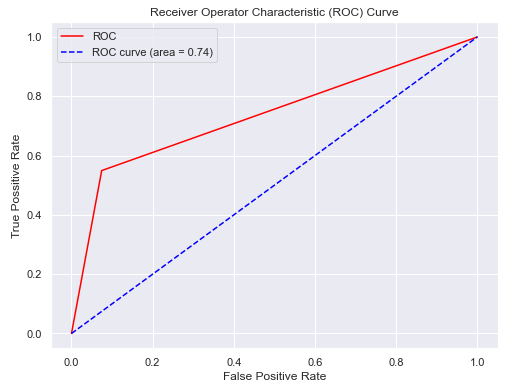 Receiver Operator Characteristic (ROC) Curve
ROC
ROC curve (area = 0.74)
1.0
0.8
0.6
0.4
0.2
0.0
True Possitive Rate
0.0 0.2 0.4 0.6 0.8 1.0
False Positive Rate